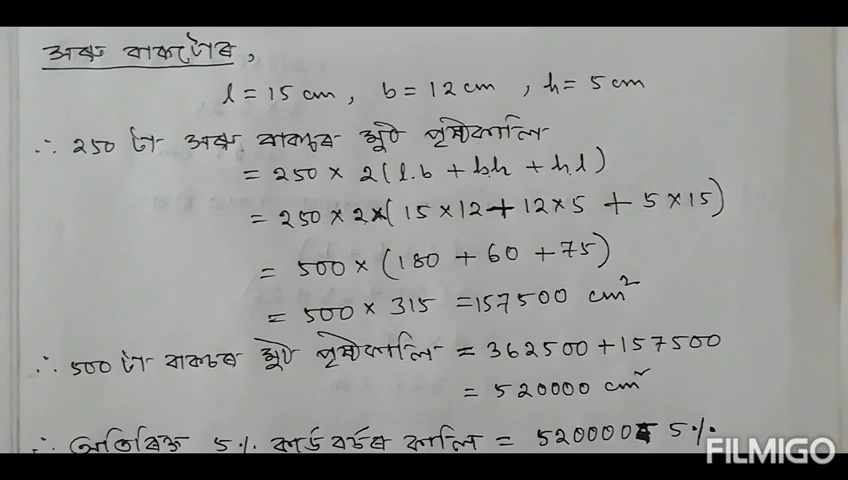 সৰু বাকচৰ,
l = 15 cm, b = 12 cm, h = 5 cm
∴ 250 টা সৰু বাকচৰ মুঠ পৃষ্ঠকালি
= 250 × 2(l.b + bh + h.l)
= 250 × 2 × (15 × 12 + 12 × 5 + 5 × 15)
= 500 × (180 + 60 + 75)
= 500 × 315 = 157500 cm²
∴ 500 টা বাকচৰ মুঠ পৃষ্ঠকালি = 362500 + 157500
= 520000 cm²
∴ অতিৰিক্ত 5% কাৰ্ড বৰ্ডৰ কালি = 520000 5%
FILMIGO